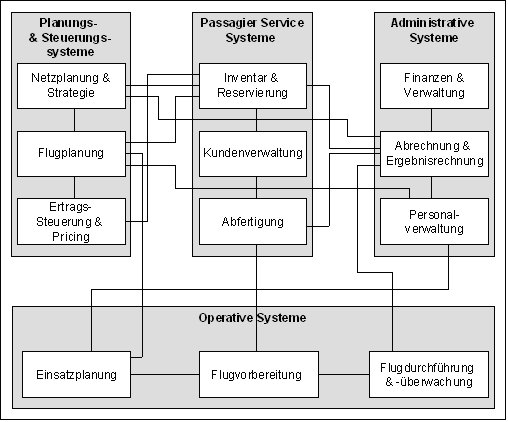 Planungs-
& Steuerungs-
systeme
Netzplanung &
Strategie
Flugplanung
Ertrags-
Steuerung &
Pricing
Passagier Service
Systeme
Inventar &
Reservierung
Kundenverwaltung
Abfertigung
Administrative
Systeme
Finanzen &
Verwaltung
Abrechnung &
Ergebnisrechnung
Personal-
verwaltung
Operative Systeme
Einsatzplanung
Flugvorbereitung
Flugdurchführung
& -überwachung